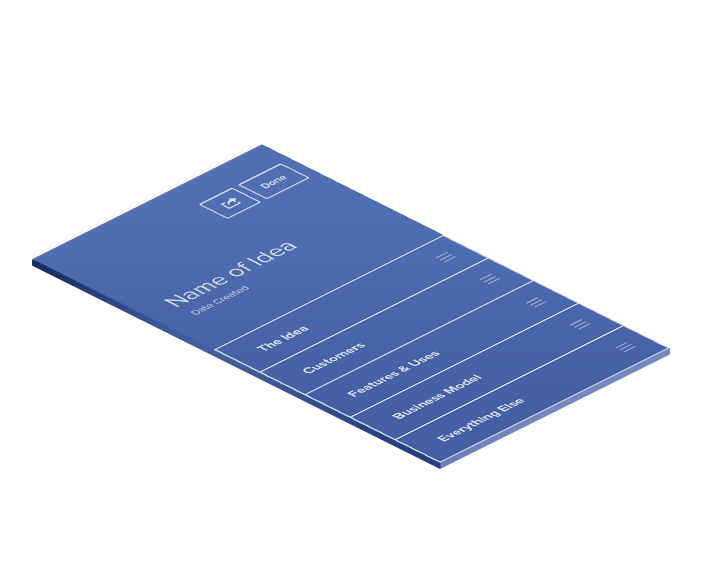 Done
Name of Idea
Date Created
The Idea
Customers
Features & Uses
Business Model
Everything Else